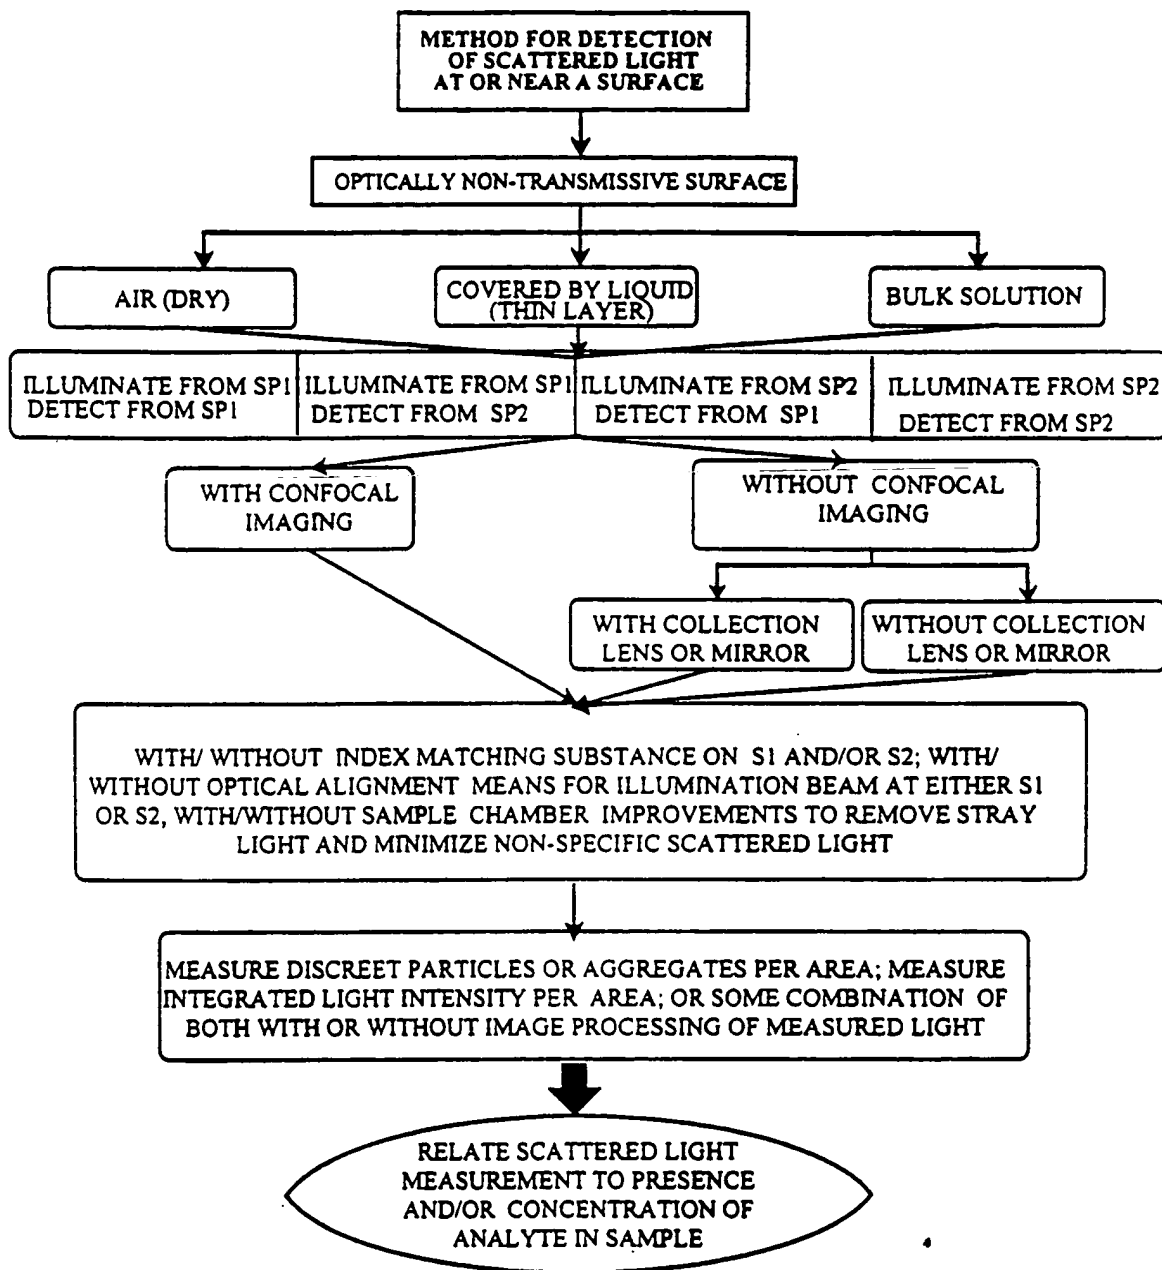 METHOD FOR DETECTION
OF SCATTERED LIGHT
AT OR NEAR A SURFACE
OPTICALLY NON-TRANSMISSIVE SURFACE
AIR (DRY)
COVERED BY LIQUID
(THIN LAYER)
BULK SOLUTION
ILLUMINATE FROM SP1
DETECT FROM SP1
ILLUMINATE FROM SP1
DETECT FROM SP2
ILLUMINATE FROM SP2
DETECT FROM SP1
ILLUMINATE FROM SP2
DETECT FROM SP2
WITH CONFOCAL
IMAGING
WITHOUT CONFOCAL
IMAGING
WITH COLLECTION
LENS OR MIRROR
WITHOUT COLLECTION
LENS OR MIRROR
WITH/ WITHOUT INDEX MATCHING SUBSTANCE ON S1 AND/OR S2; WITH/
WITHOUT OPTICAL ALIGNMENT MEANS FOR ILLUMINATION BEAM AT EITHER S1
OR S2, WITH/WITHOUT SAMPLE CHAMBER IMPROVEMENTS TO REMOVE STRAY
LIGHT AND MINIMIZE NON-SPECIFIC SCATTERED LIGHT
MEASURE DISCREET PARTICLES OR AGGREGATES PER AREA; MEASURE
INTEGRATED LIGHT INTENSITY PER AREA; OR SOME COMBINATION OF
BOTH WITH OR WITHOUT IMAGE PROCESSING OF MEASURED LIGHT
RELATE SCATTERED LIGHT
MEASUREMENT TO PRESENCE
AND/OR CONCENTRATION OF
ANALYTE IN SAMPLE